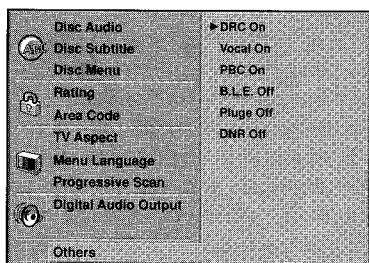 Disc Audio
Disc Subtitle
Disc Menu
Rating
Area Code
TV Aspect
Menu Language
Progressive Scan
Digital Audio Output
Others
DRC On
Vocal On
PBC On
B.L.E. Off
Pluge Off
DNR Off